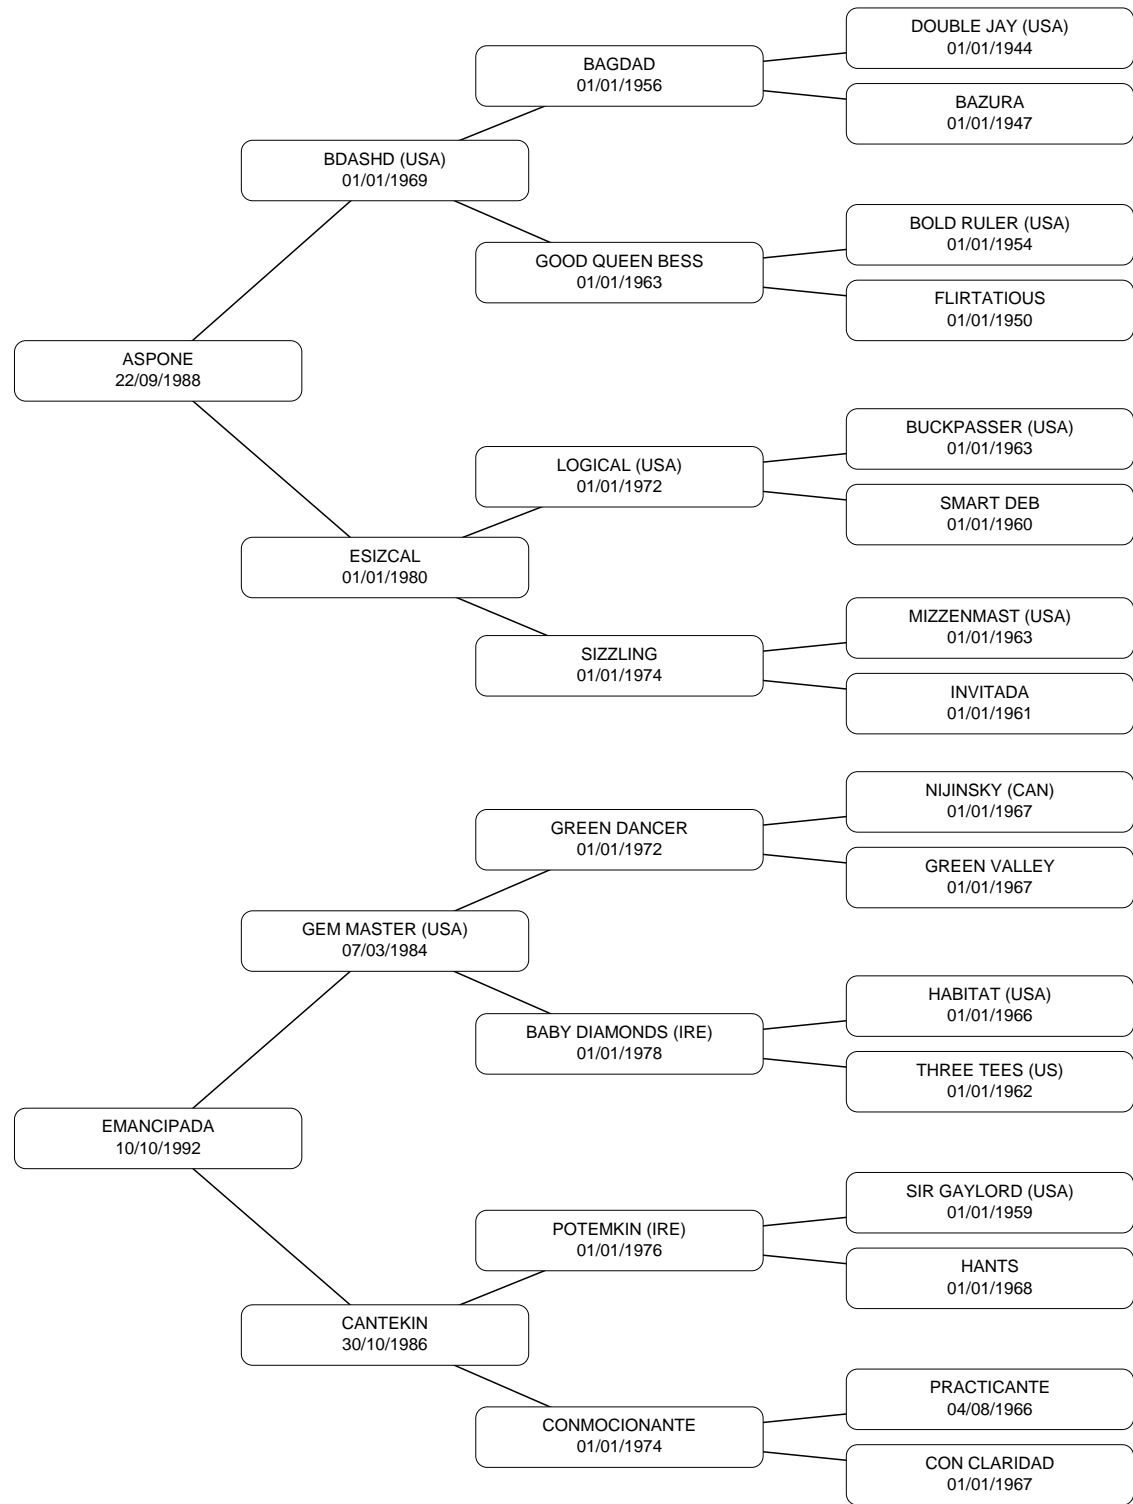 DOUBLE JAY (USA)
01/01/1944
BAGDAD
01/01/1956
BAZURA
01/01/1947
BDASHD (USA)
01/01/1969
BOLD RULER (USA)
01/01/1954
GOOD QUEEN BESS
01/01/1963
FLIRTATIOUS
01/01/1950
ASPONE
22/09/1988
BUCKPASSER (USA)
01/01/1963
LOGICAL (USA)
01/01/1972
SMART DEB
01/01/1960
ESIZCAL
01/01/1980
MIZZENMAST (USA)
01/01/1963
SIZZLING
01/01/1974
INVITADA
01/01/1961
NIJINSKY (CAN)
01/01/1967
GREEN DANCER
01/01/1972
GREEN VALLEY
01/01/1967
GEM MASTER (USA)
07/03/1984
HABITAT (USA)
01/01/1966
BABY DIAMONDS (IRE)
01/01/1978
THREE TEES (US)
01/01/1962
EMANCIPADA
10/10/1992
SIR GAYLORD (USA)
01/01/1959
POTEMKIN (IRE)
01/01/1976
HANTS
01/01/1968
CANTEKIN
30/10/1986
PRACTICANTE
04/08/1966
CONMOCIONANTE
01/01/1974
CON CLARIDAD
01/01/1967